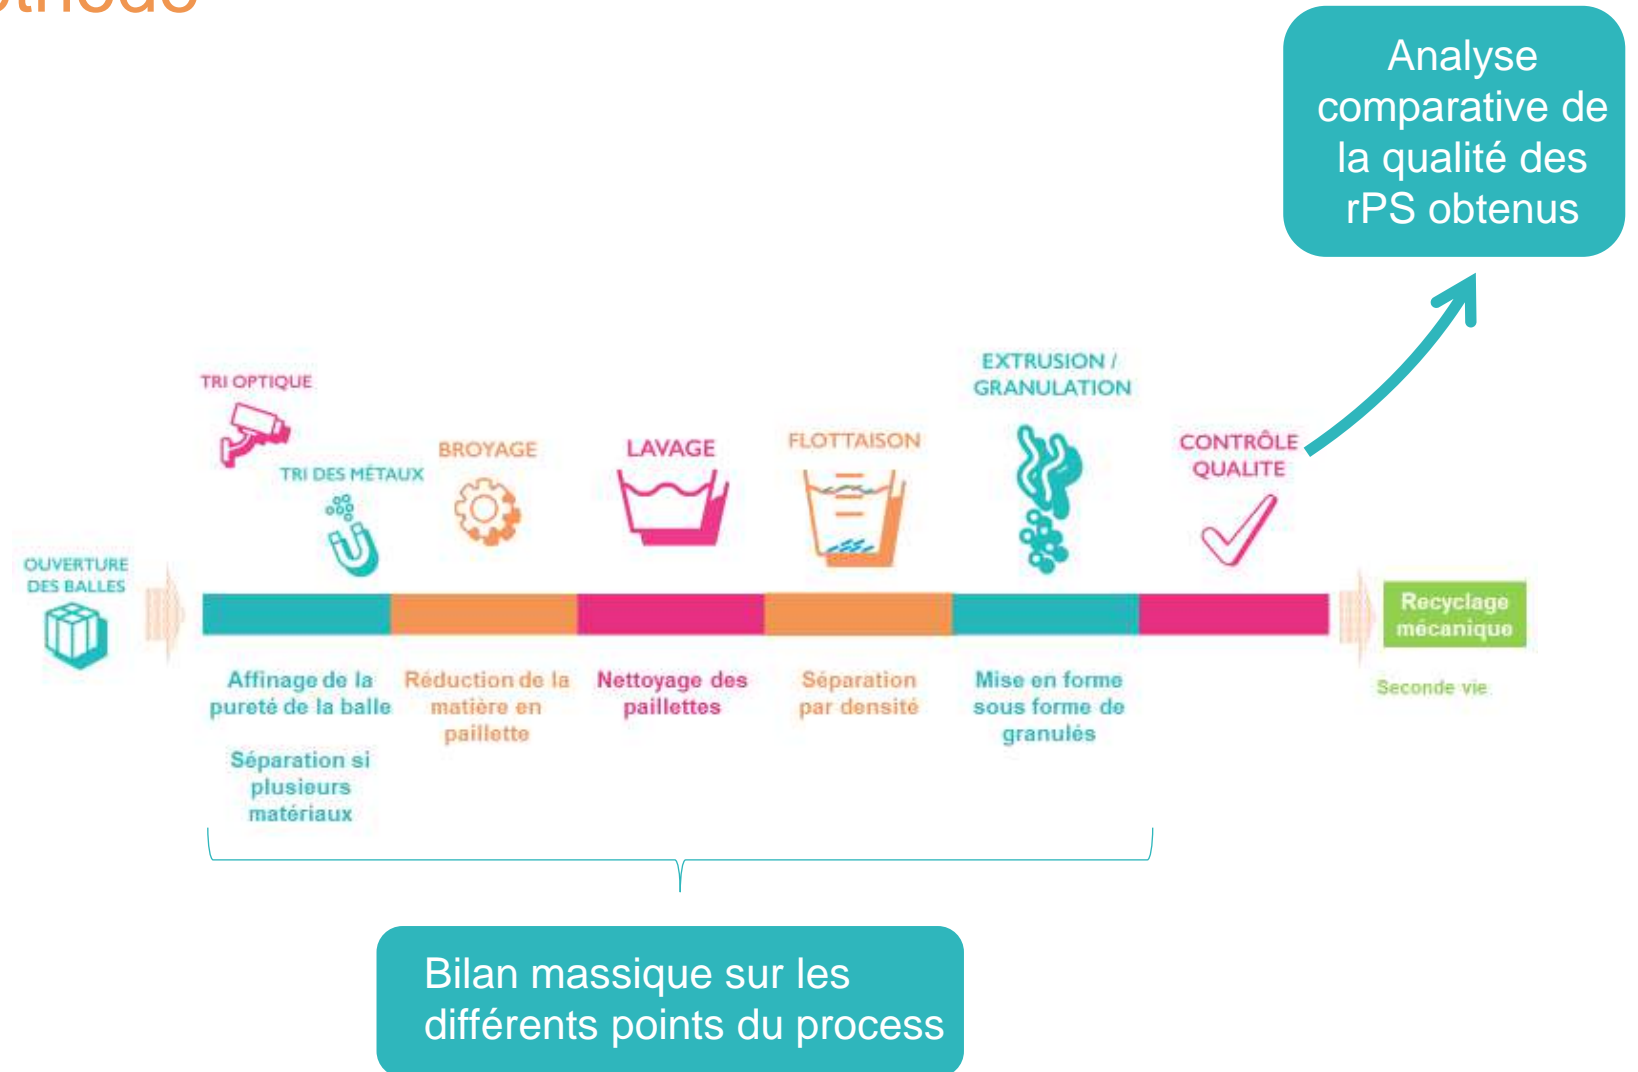 Analyse
comparative de
la qualité des
rPS obtenus
TRI OPTIQUE
TRI DES MÉTAUX
BROYAGE
LAVAGE
FLOTTAISON
EXTRUSION /
GRANULATION
CONTRÔLE
QUALITE
OUVERTURE
DES BALLES
Recyclage
mécanique
Affinage de la
pureté de la balle
Séparation si
plusieurs
matériaux
Réduction de la
matière en
paillette
Nettoyage des
paillettes
Séparation
par densité
Mise en forme
sous forme de
granulés
Seconde vie
Bilan massique sur les
différents points du process